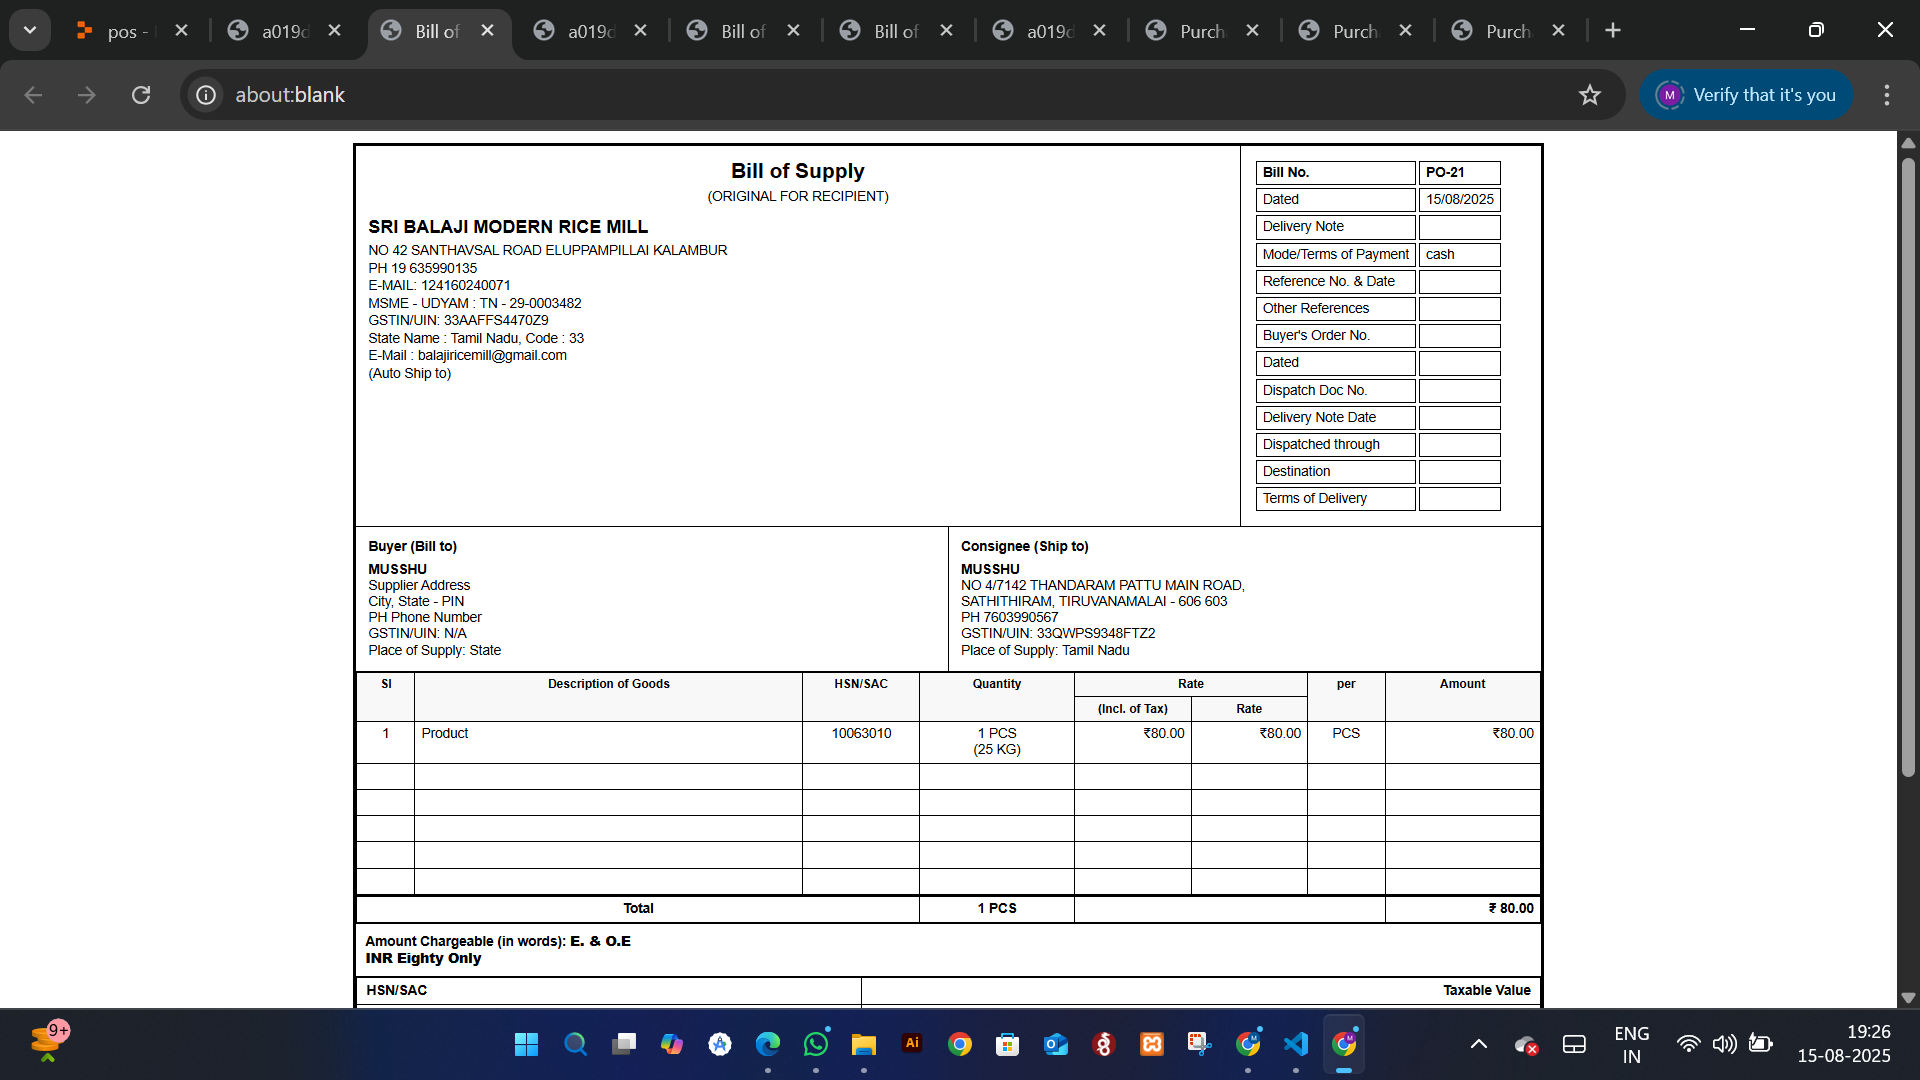 pos -
a019d
Bill of
a019d
Bill of
Bill of
a019d
Purch
Purch
Purch
about:blank
M
Verify that it's you
Bill of Supply
(ORIGINAL FOR RECIPIENT)
SRI BALAJI MODERN RICE MILL
NO 42 SANTHAVSAL ROAD ELUPPAMPILLAI KALAMBUR
PH 19 635990135
E-MAIL: 124160240071
MSME - UDYAM : TN - 29-0003482
GSTIN/UIN: 33AAFFS4470Z9
State Name : Tamil Nadu, Code : 33
E-Mail : balajiricemill@gmail.com
(Auto Ship to)
Bill No. PO-21
Dated 15/08/2025
Delivery Note
Mode/Terms of Payment cash
Reference No. & Date
Other References
Buyer's Order No.
Dated
Dispatch Doc No.
Delivery Note Date
Dispatched through
Destination
Terms of Delivery
Buyer (Bill to)
MUSSHU
Supplier Address
City, State - PIN
PH Phone Number
GSTIN/UIN: N/A
Place of Supply: State
Consignee (Ship to)
MUSSHU
NO 4/7142 THANDARAM PATTU MAIN ROAD,
SATHITHIRAM, TIRUVANAMALAI - 606 603
PH 7603990567
GSTIN/UIN: 33QWPS9348FTZ2
Place of Supply: Tamil Nadu
SI Description of Goods HSN/SAC Quantity Rate per Amount
(Incl. of Tax) Rate
1 Product 10063010 1 PCS ₹80.00 ₹80.00 PCS ₹80.00
(25 KG)
Total 1 PCS ₹ 80.00
Amount Chargeable (in words): E. & O.E
INR Eighty Only
HSN/SAC Taxable Value
9+
Ai
ENG
IN
19:26
15-08-2025